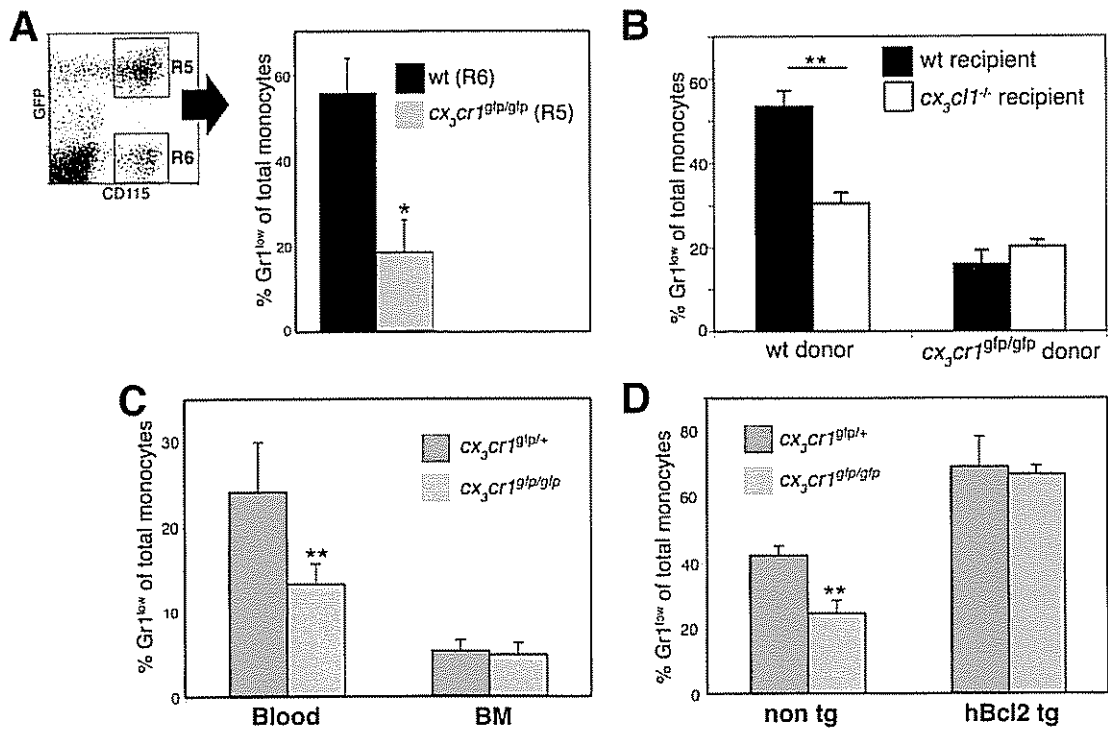 A
GFP
R5
R6
CD115
% Gr1low of total monocytes
60
40
20
0
wt (R6)
cx3cr1gfp/gfp (R5)
*
B
% Gr1low of total monocytes
60
40
20
0
**
wt recipient
cx3cl1-/- recipient
wt donor
cx3cr1gfp/gfp donor
C
% Gr1low of total monocytes
30
20
10
0
cx3cr1gfp/+
cx3cr1gfp/gfp
**
Blood
BM
D
% Gr1low of total monocytes
80
60
40
20
0
cx3cr1gfp/+
cx3cr1gfp/gfp
**
non tg
hBcl2 tg